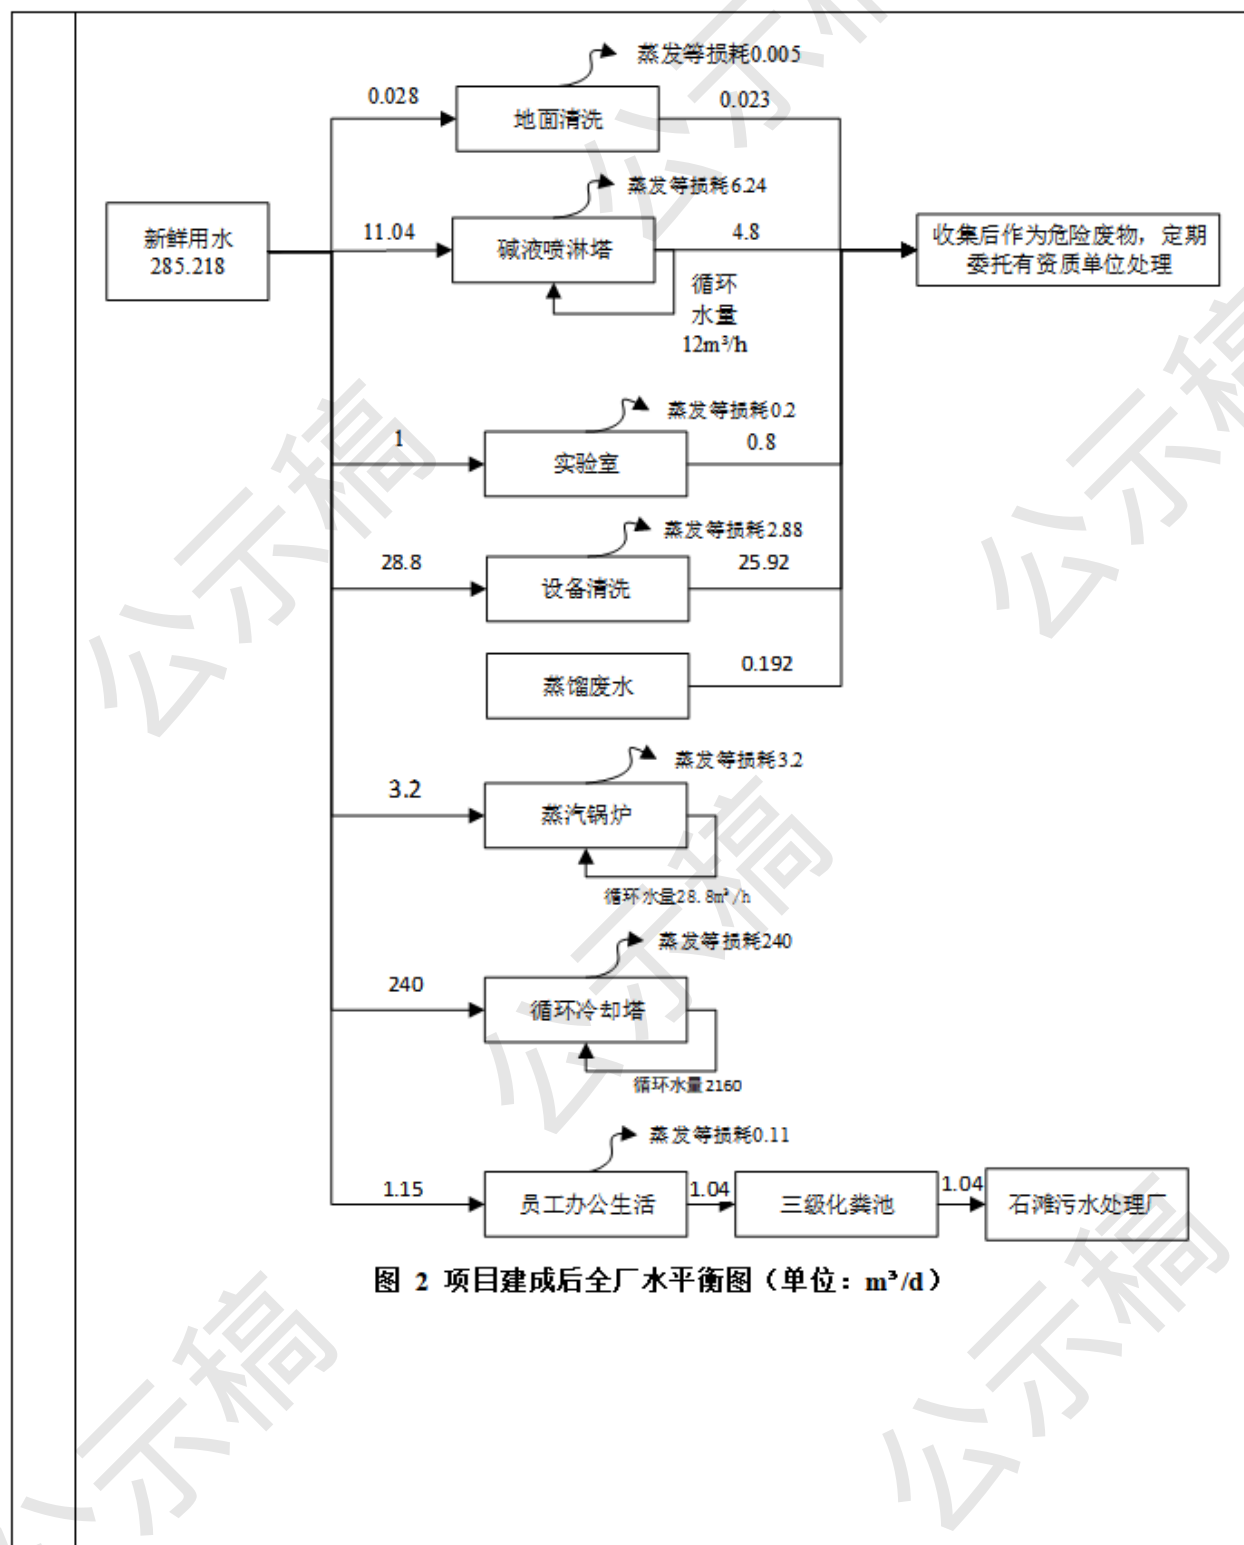 蒸发等损耗0.005
0.028
地面清洗
0.023
蒸发等损耗6.24
新鲜用水
285.218
11.04
碱液喷淋塔
4.8
收集后作为危险废物，定期
委托有资质单位处理
循环
水量
12m³/h
蒸发等损耗0.2
1
实验室
0.8
蒸发等损耗2.88
28.8
设备清洗
25.92
蒸馏废水
0.192
蒸发等损耗3.2
3.2
蒸汽锅炉
循环水量28.8m³/h
蒸发等损耗240
240
循环冷却塔
循环水量2160
蒸发等损耗0.11
1.15
员工办公生活
1.04
三级化粪池
1.04
石滩污水处理厂
图 2 项目建成后全厂水平衡图（单位：m³/d）
公示稿
公示稿
公示稿
公示稿
公示稿
公示稿